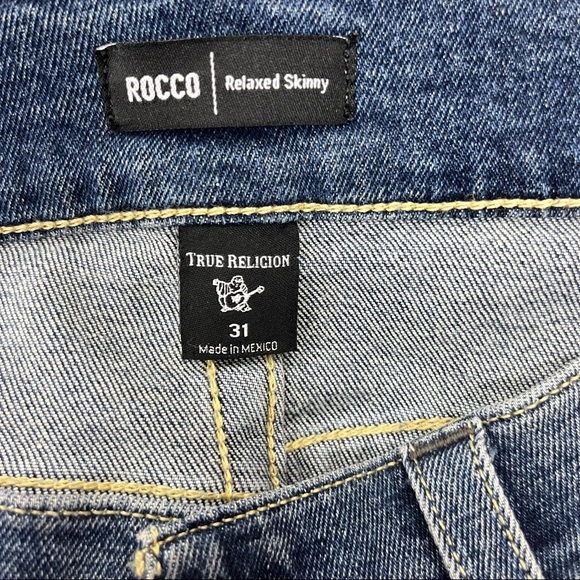 ROCCO | Relaxed Skinny
TRUE RELIGION
31
Made in MEXICO